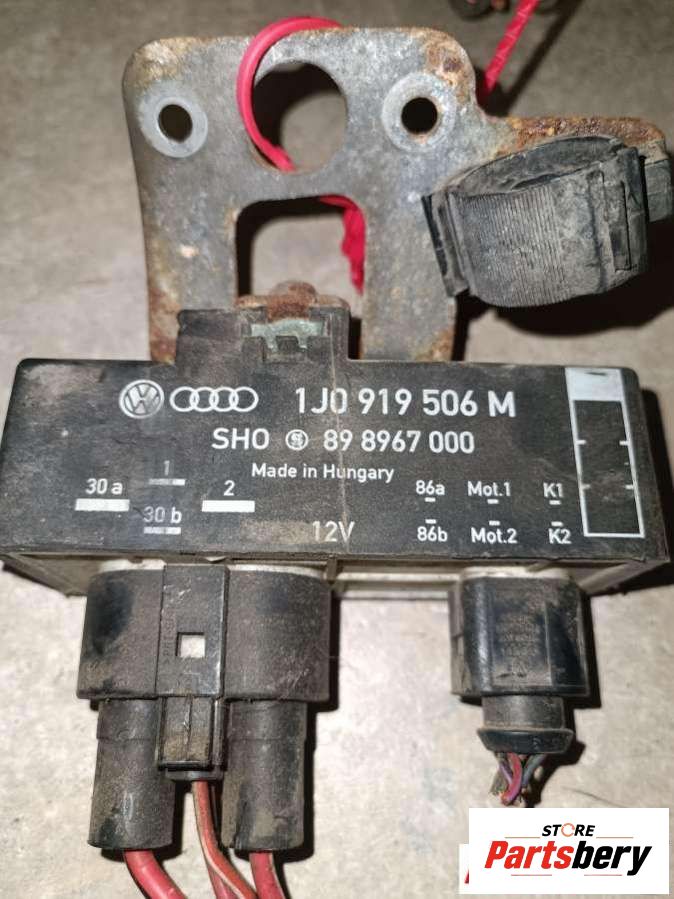 1J0 919 506 M
SHO 89 8967 000
Made in Hungary
30 a 1 2 86a Mot.1 K1
30 b 12V 86b Mot.2 K2
STORE
Partsbery